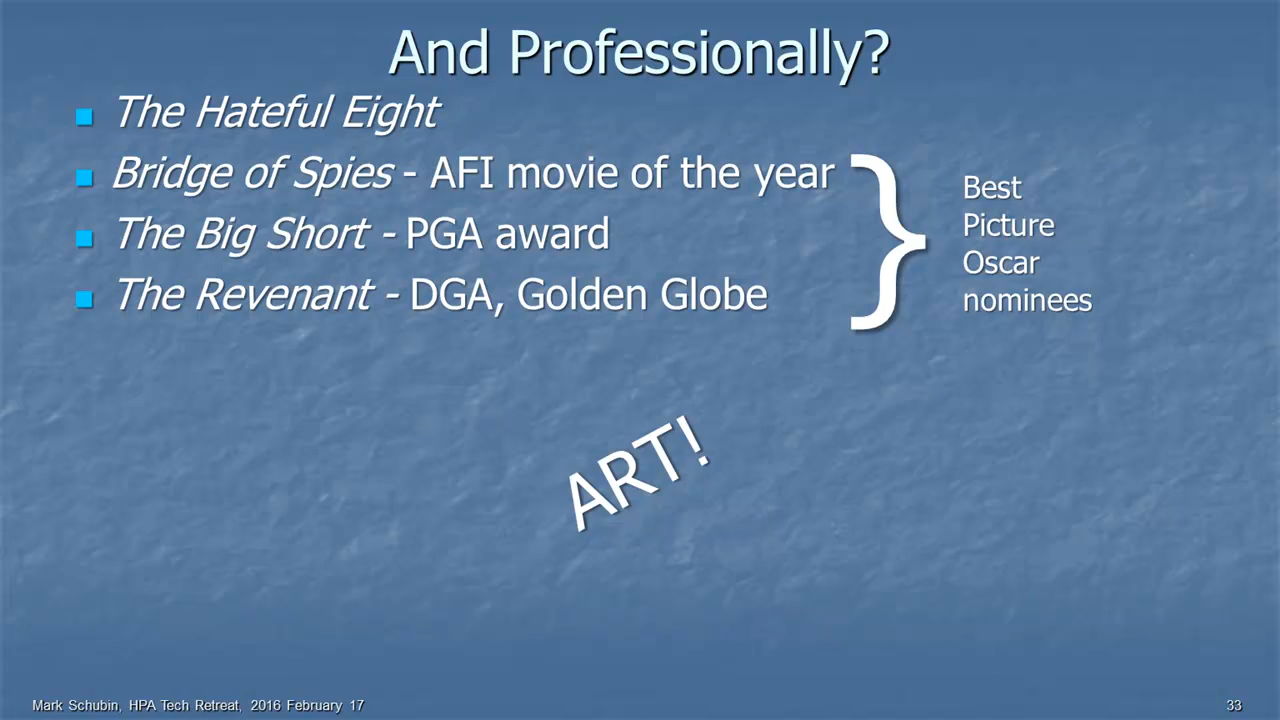 And Professionally?
The Hateful Eight
Bridge of Spies - AFI movie of the year
The Big Short - PGA award
The Revenant - DGA, Golden Globe
}
Best
Picture
Oscar
nominees
ART!
Mark Schubin, HPA Tech Retreat, 2016 February 17
33